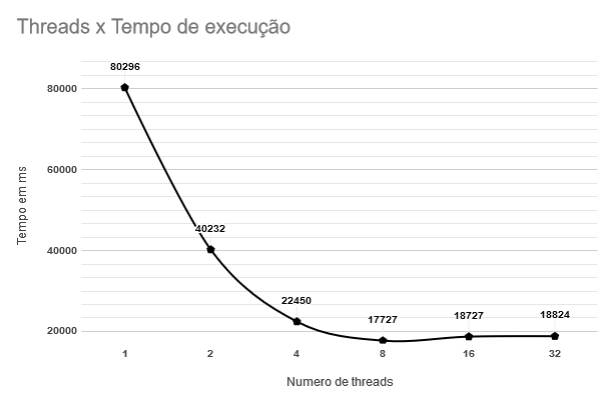 Threads x Tempo de execução
80296
80000
60000
Tempo em ms
40232
40000
22450
17727
18727
18824
20000
1 2 4 8 16 32
Numero de threads